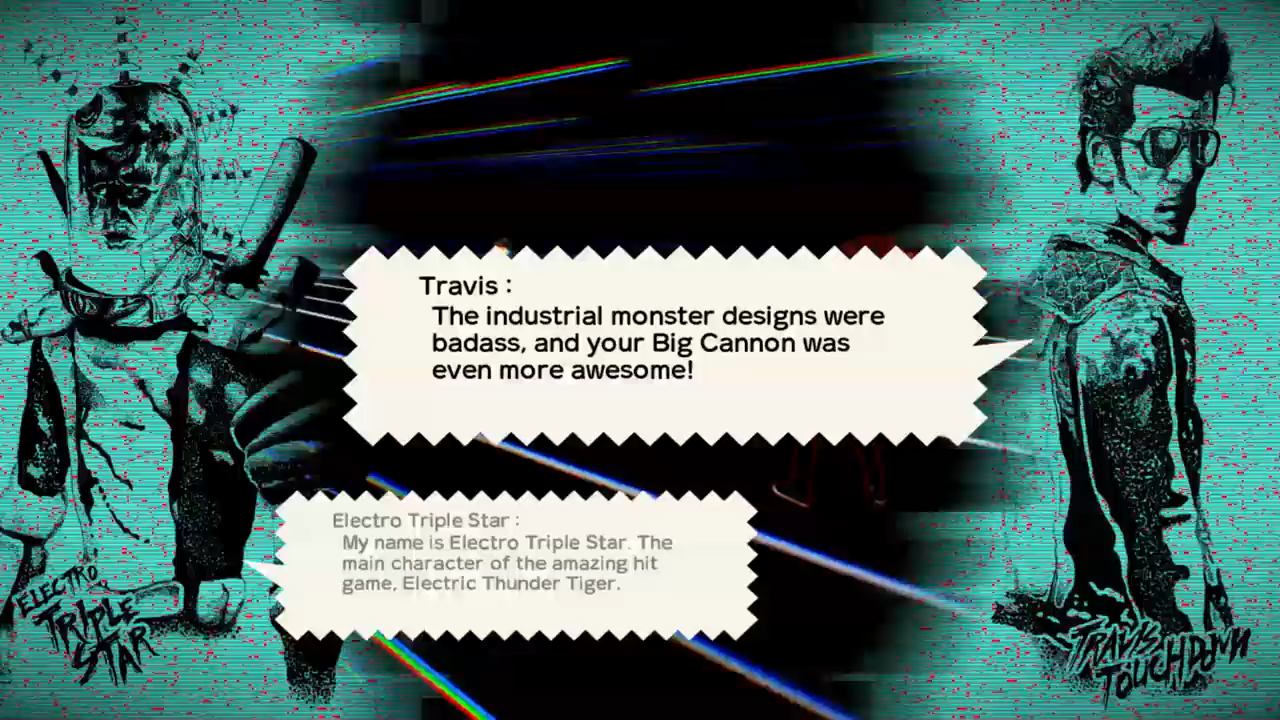 Travis :
The industrial monster designs were
badass, and your Big Cannon was
even more awesome!
Electro Triple Star :
My name is Electro Triple Star. The
main character of the amazing hit
game, Electric Thunder Tiger.
ELECTRO
TRIPLE
STAR
TRAVIS
TOUCHDOWN